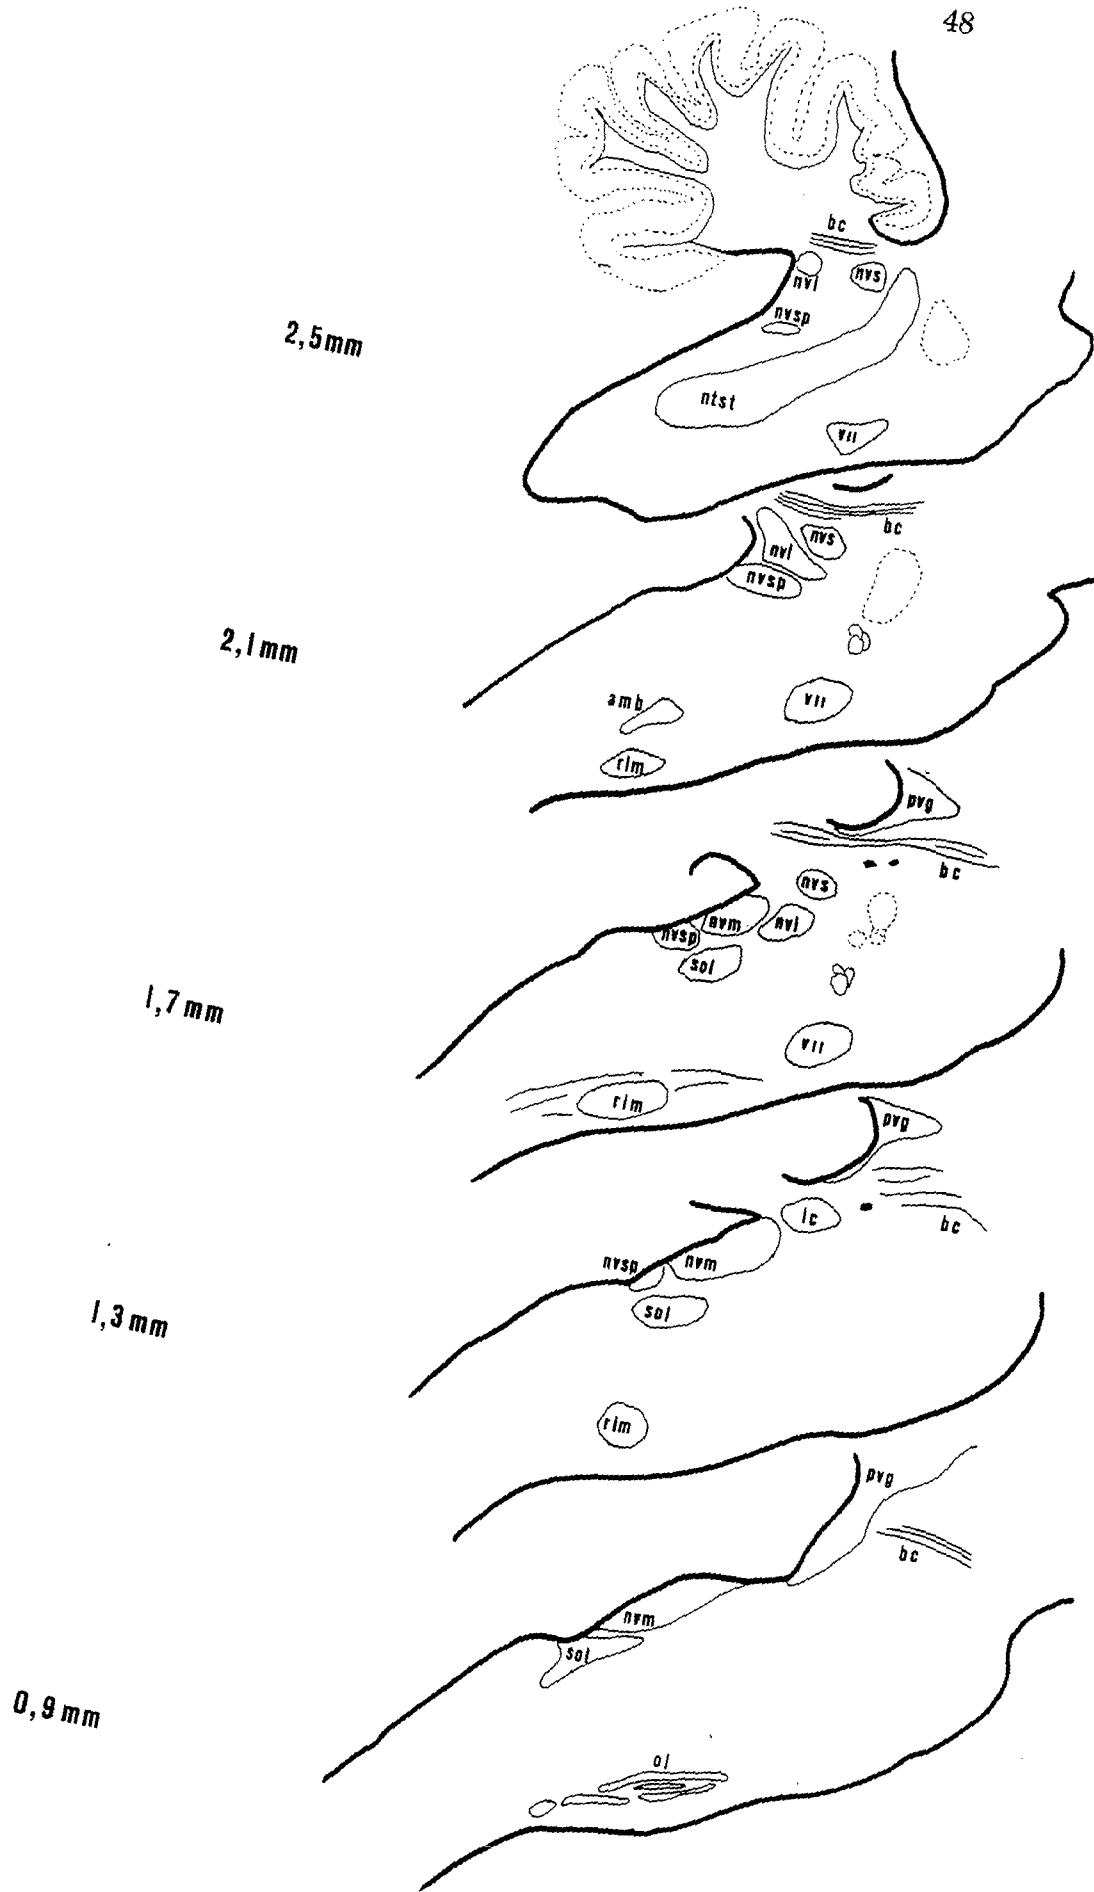 48
bc
nvl
nvs
nvsp
2,5mm
ntst
vii
bc
nvs
nvl
nvsp
2,1mm
amb
vii
rlm
pvg
bc
nvs
nvm
nvl
nvsp
sol
1,7mm
vii
rlm
pvg
lc
bc
nvsp
nvm
sol
1,3mm
rlm
pvg
bc
nvm
sol
0,9mm
ol